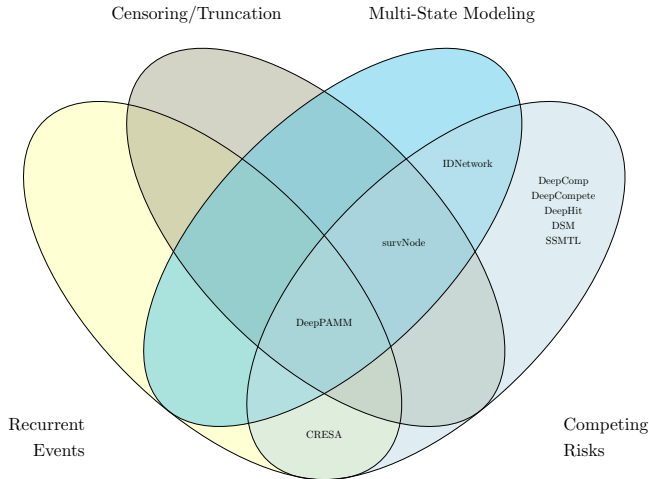 Censoring/Truncation
Multi-State Modeling
IDNetwork
DeepComp
DeepCompete
DeepHit
DSM
SSMTL
survNode
DeepPAMM
Recurrent
Events
Competing
Risks
CRESA